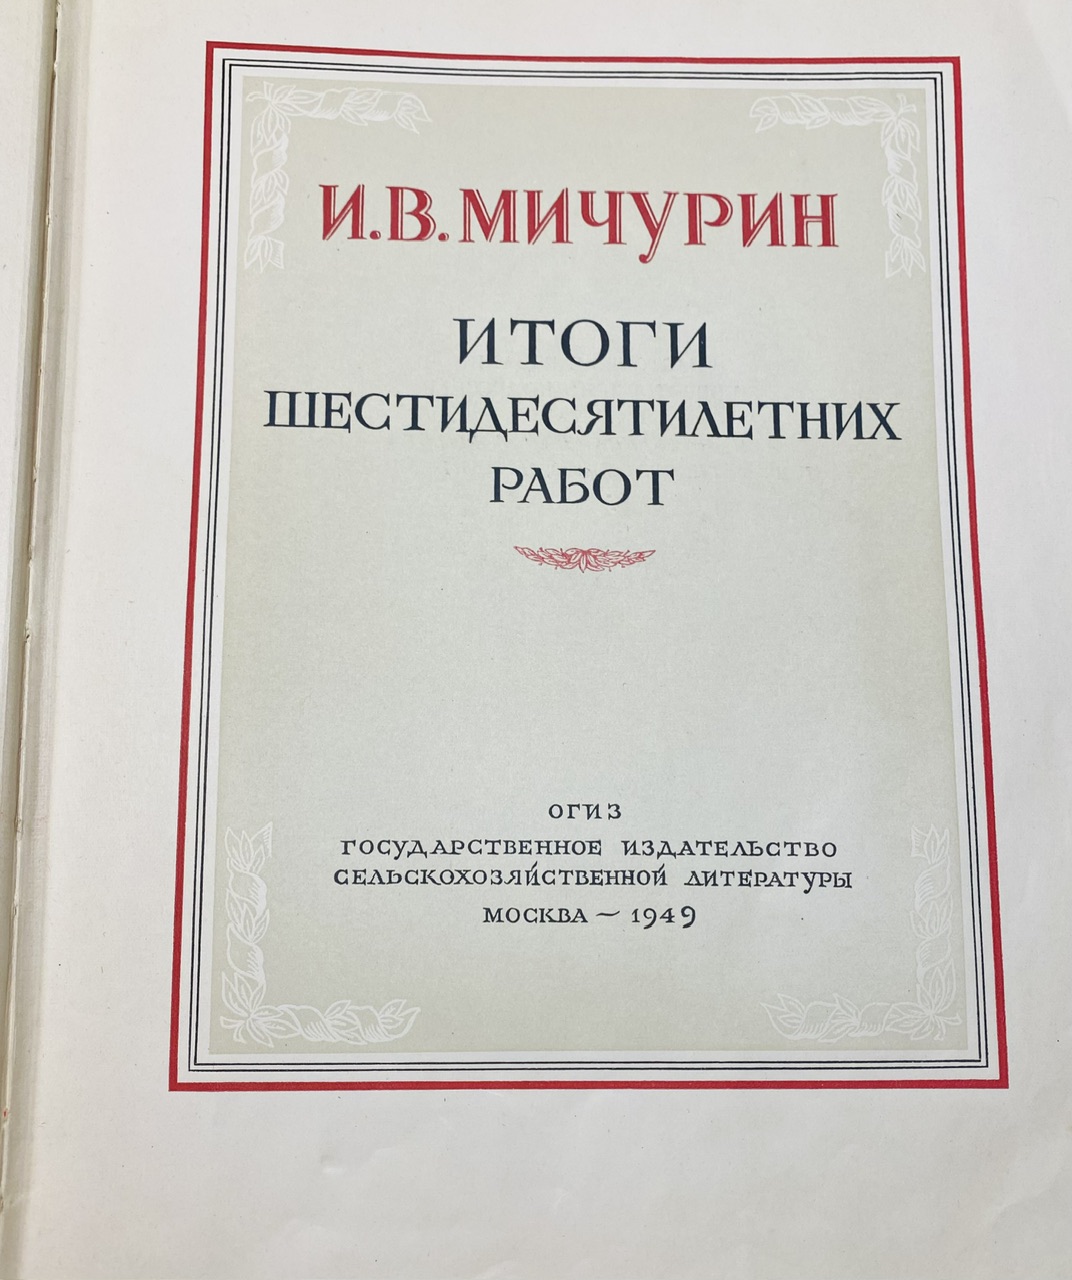 И.В.МИЧУРИН
ИТОГИ
ШЕСТИДЕСЯТИЛЕТНИХ
РАБОТ
ОГИЗ
ГОСУДАРСТВЕННОЕ ИЗДАТЕЛЬСТВО
СЕЛЬСКОХОЗЯЙСТВЕННОЙ ЛИТЕРАТУРЫ
МОСКВА — 1949